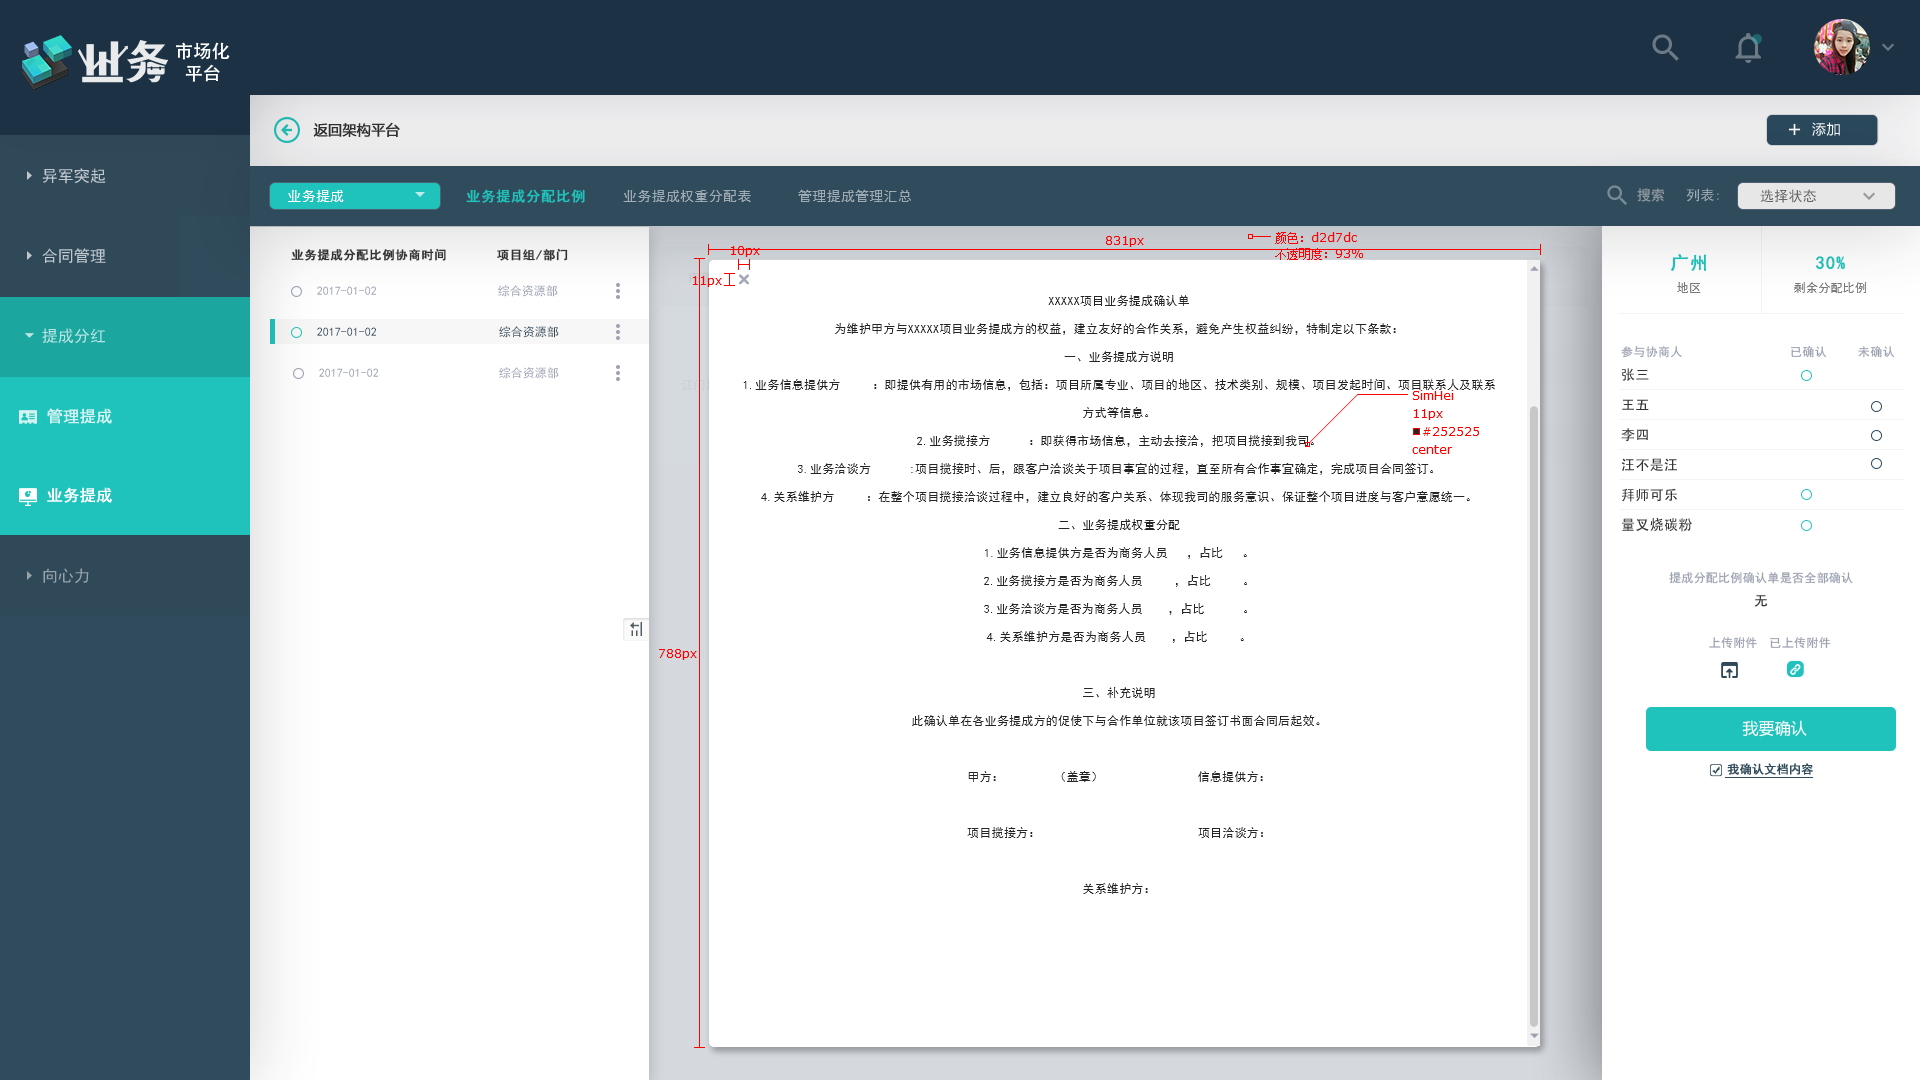 业务 市场化
平台
返回架构平台
+ 添加
异军突起
合同管理
提成分红
管理提成
业务提成
向心力
业务提成
业务提成分配比例
业务提成权重分配表
管理提成管理汇总
搜索
列表:
选择状态
业务提成分配比例协商时间 项目组/部门
2017-01-02 综合资源部
2017-01-02 综合资源部
2017-01-02 综合资源部
831px
颜色: d2d7dc
不透明度: 93%
10px
11px
788px
XXXXX项目业务提成确认单
为维护甲方与XXXXX项目业务提成方的权益，建立友好的合作关系，避免产生权益纠纷，特制定以下条款：
一、业务提成方说明
1.业务信息提供方 ：即提供有用的市场信息，包括：项目所属专业、项目的地区、技术类别、规模、项目发起时间、项目联系人及联系
方式等信息。
2.业务揽接方 ：即获得市场信息，主动去接洽，把项目揽接到我司。
3.业务洽谈方 :项目揽接时、后，跟客户洽谈关于项目事宜的过程，直至所有合作事宜确定，完成项目合同签订。
4.关系维护方 ：在整个项目揽接洽谈过程中，建立良好的客户关系、体现我司的服务意识、保证整个项目进度与客户意愿统一。
二、业务提成权重分配
1.业务信息提供方是否为商务人员 ，占比 。
2.业务揽接方是否为商务人员 ，占比 。
3.业务洽谈方是否为商务人员 ，占比 。
4.关系维护方是否为商务人员 ，占比 。
三、补充说明
此确认单在各业务提成方的促使下与合作单位就该项目签订书面合同后起效。
甲方： （盖章） 信息提供方：
项目揽接方： 项目洽谈方：
关系维护方：
SimHei
11px
#252525
center
广州
地区
30%
剩余分配比例
参与协商人 已确认 未确认
张三
王五
李四
汪不是汪
拜师可乐
量叉烧碳粉
提成分配比例确认单是否全部确认
无
上传附件 已上传附件
我要确认
我确认文档内容